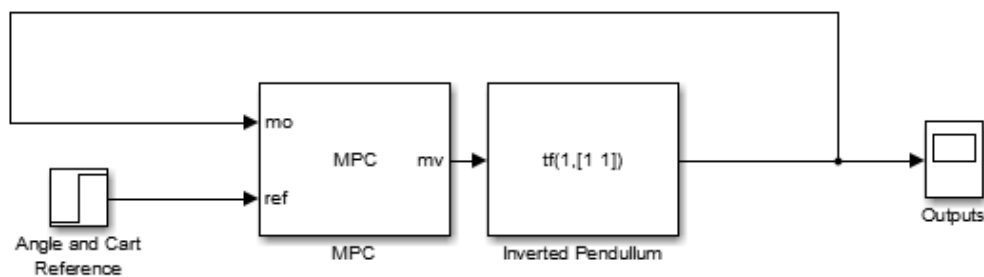 mo
MPC
mv
tf(1,[1 1])
ref
Angle and Cart
Reference
MPC
Inverted Pendullum
Outputs